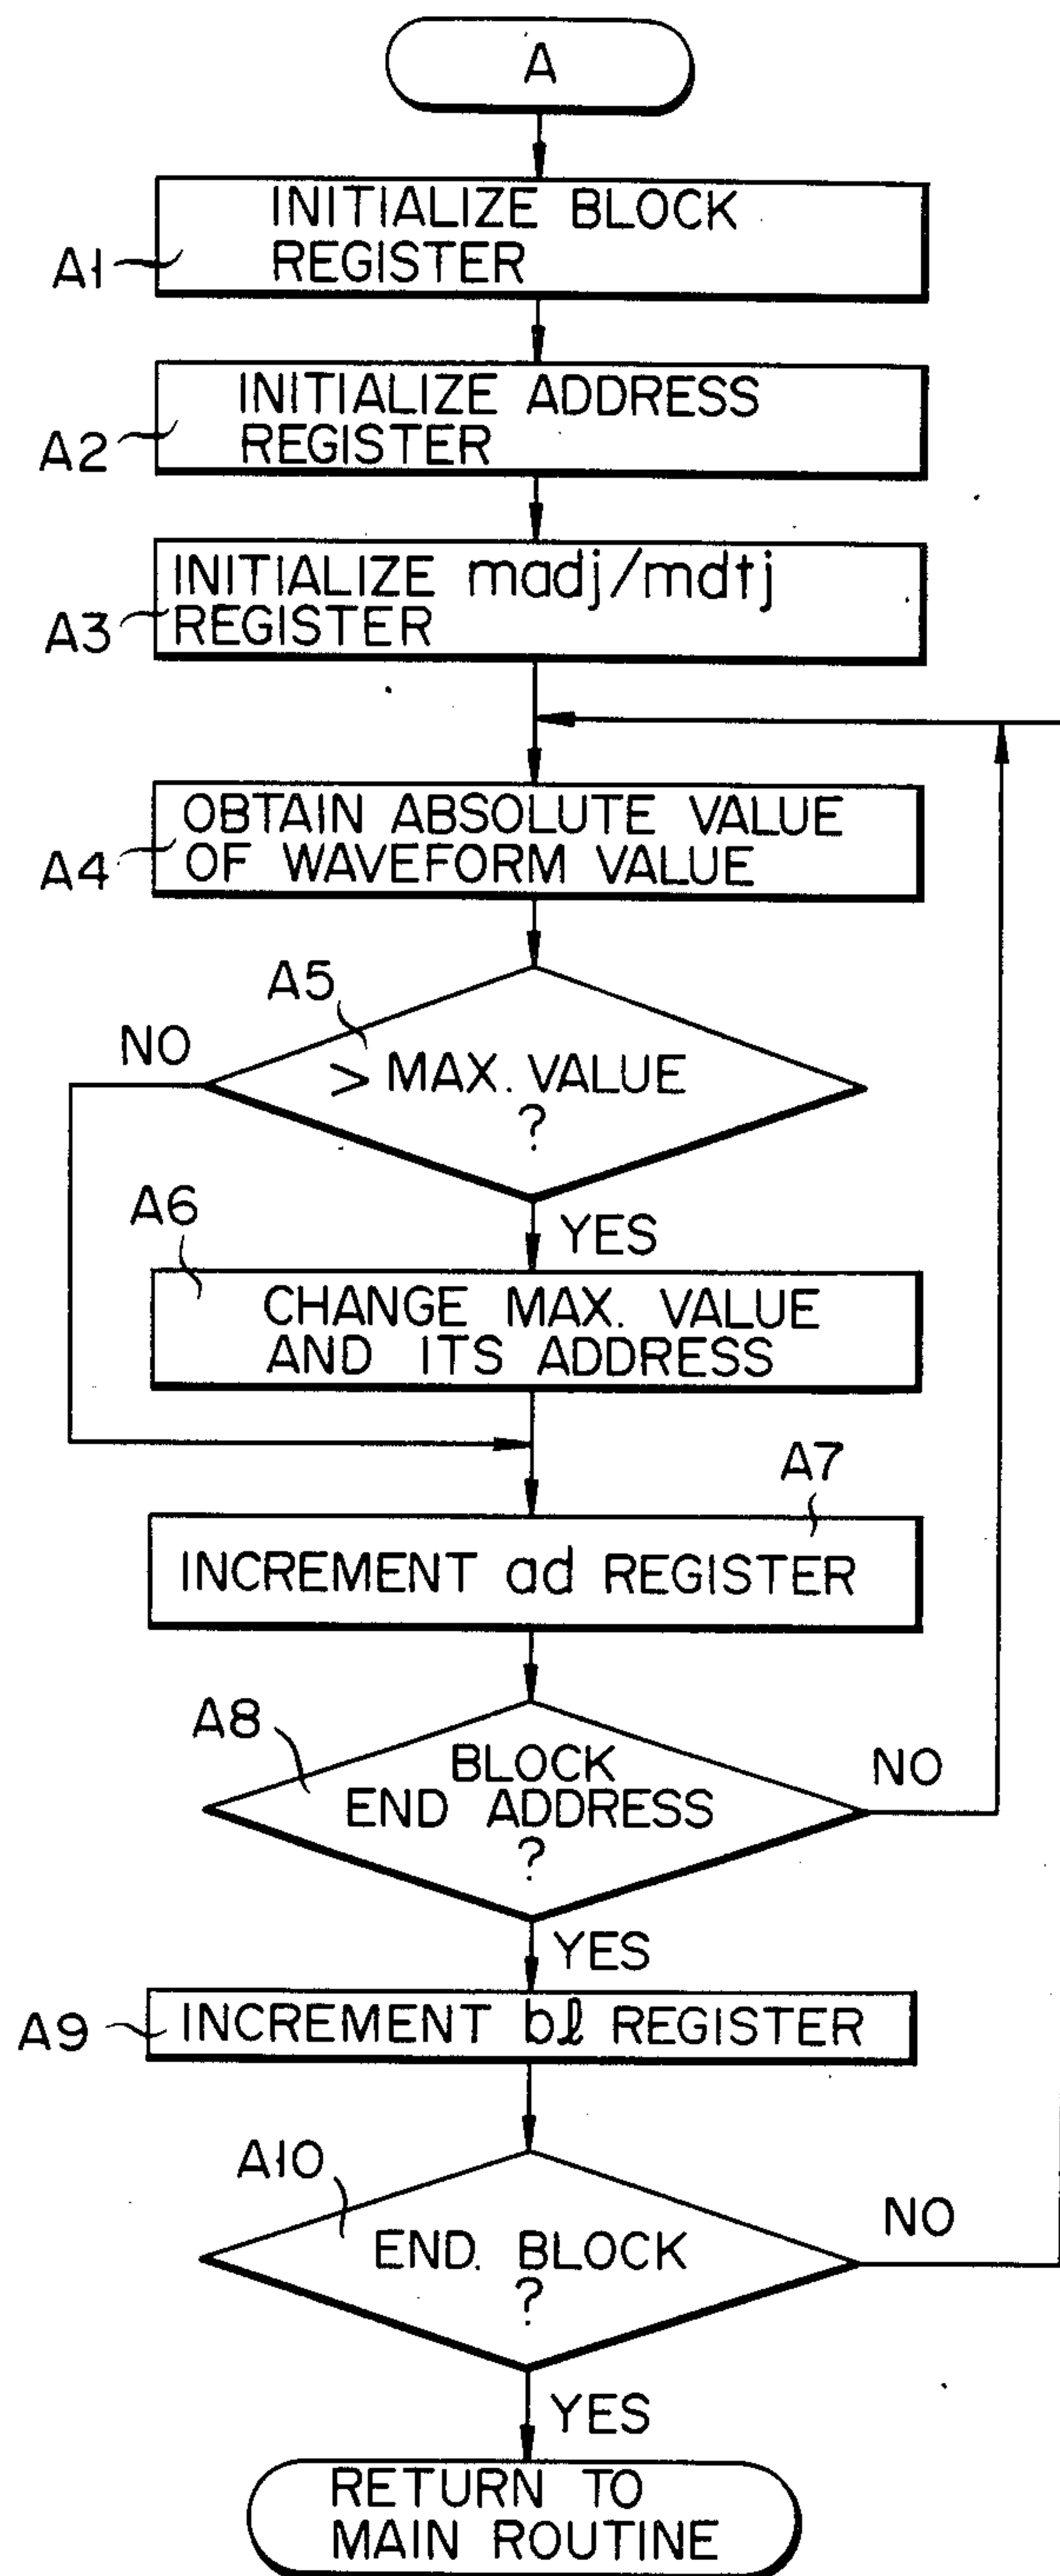 A
INITIALIZE BLOCK
REGISTER
A1
INITIALIZE ADDRESS
REGISTER
A2
INITIALIZE madj/mdtj
REGISTER
A3
OBTAIN ABSOLUTE VALUE
OF WAVEFORM VALUE
A4
A5
NO
> MAX. VALUE
?
YES
A6
CHANGE MAX. VALUE
AND ITS ADDRESS
A7
INCREMENT ad REGISTER
A8
BLOCK
END ADDRESS
?
NO
YES
A9
INCREMENT bl REGISTER
A10
END. BLOCK
?
NO
YES
RETURN TO
MAIN ROUTINE